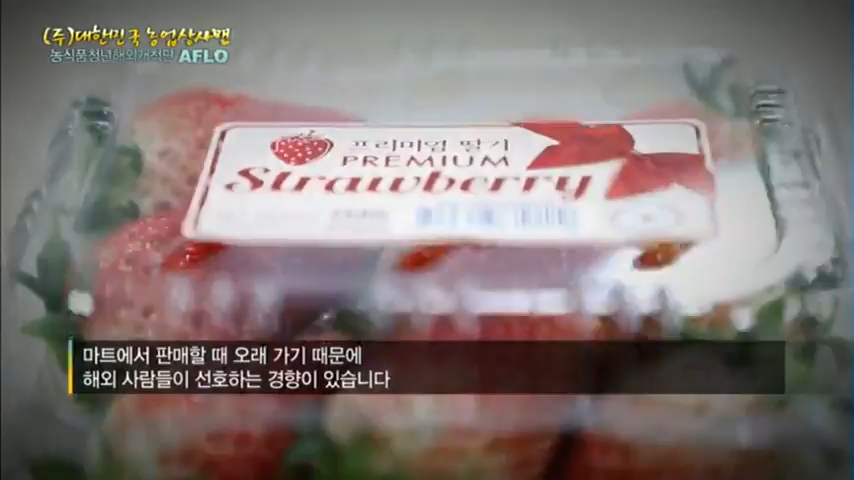 (주)대한민국 농업상사맨
농식품청년해외개척단 AFLO
프리미엄 딸기
PREMIUM
Strawberry
마트에서 판매할 때 오래 가기 때문에
해외 사람들이 선호하는 경향이 있습니다